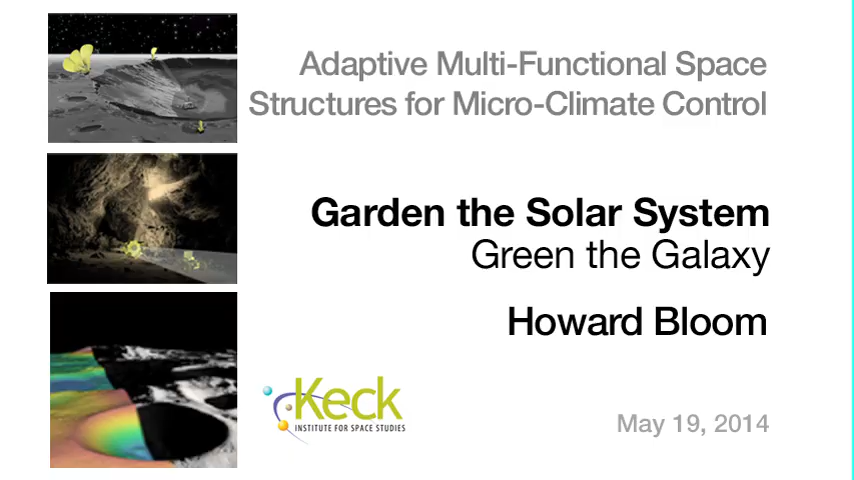 Adaptive Multi-Functional Space
Structures for Micro-Climate Control
Garden the Solar System
Green the Galaxy
Howard Bloom
Keck
INSTITUTE FOR SPACE STUDIES
May 19, 2014